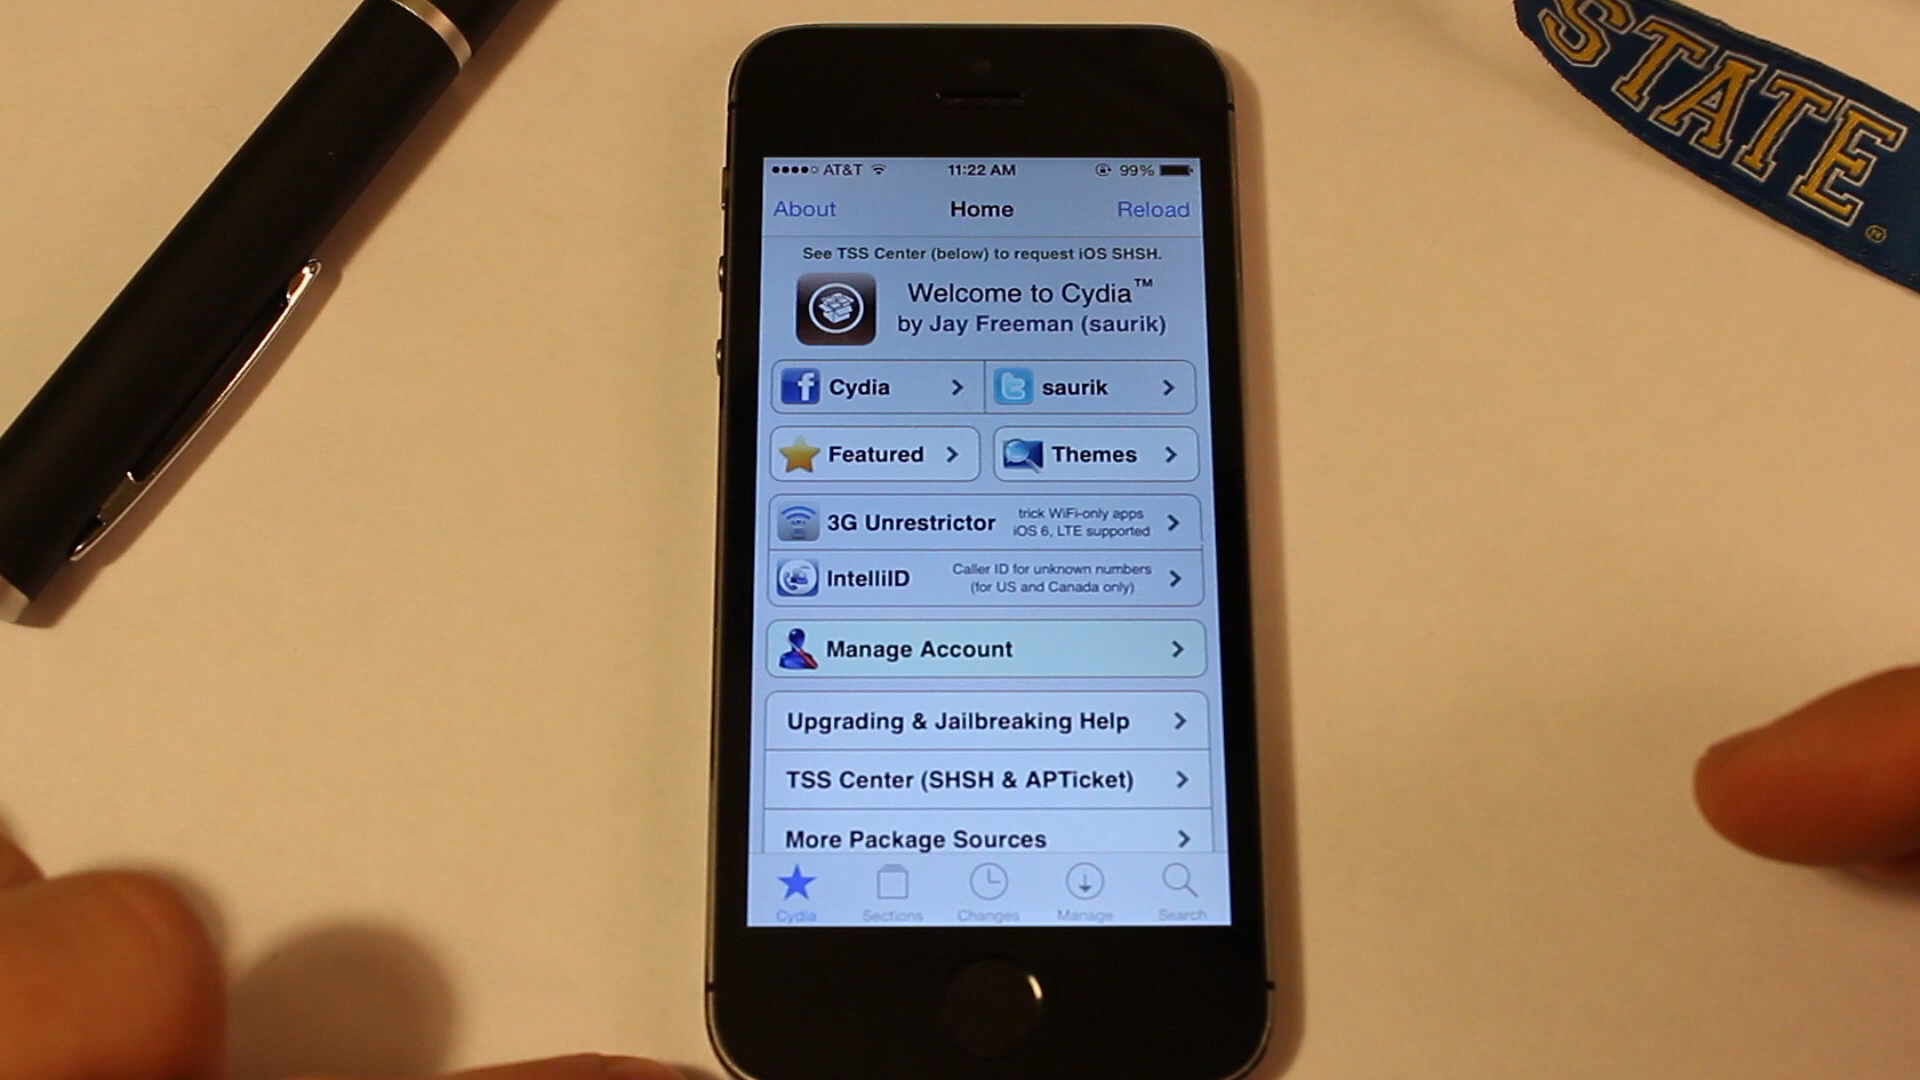 STATE
®
AT&T 11:22 AM 99%
About Home Reload
See TSS Center (below) to request iOS SHSH.
Welcome to Cydia™
by Jay Freeman (saurik)
f Cydia t saurik
Featured Themes
3G Unrestrictor trick WiFi-only apps
iOS 6, LTE supported
IntelliID Caller ID for unknown numbers
(for US and Canada only)
Manage Account
Upgrading & Jailbreaking Help
TSS Center (SHSH & APTicket)
More Package Sources
Cydia Sections Changes Manage Search